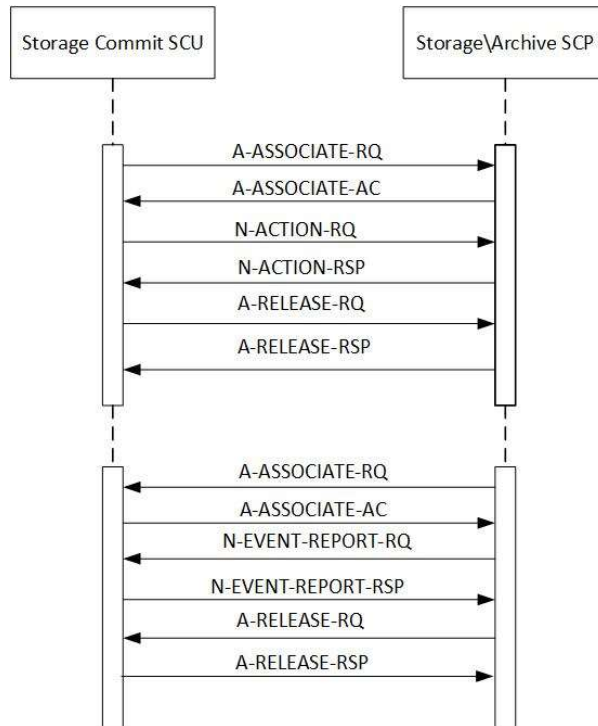 Storage Commit SCU
Storage\Archive SCP
A-ASSOCIATE-RQ
A-ASSOCIATE-AC
N-ACTION-RQ
N-ACTION-RSP
A-RELEASE-RQ
A-RELEASE-RSP
A-ASSOCIATE-RQ
A-ASSOCIATE-AC
N-EVENT-REPORT-RQ
N-EVENT-REPORT-RSP
A-RELEASE-RQ
A-RELEASE-RSP